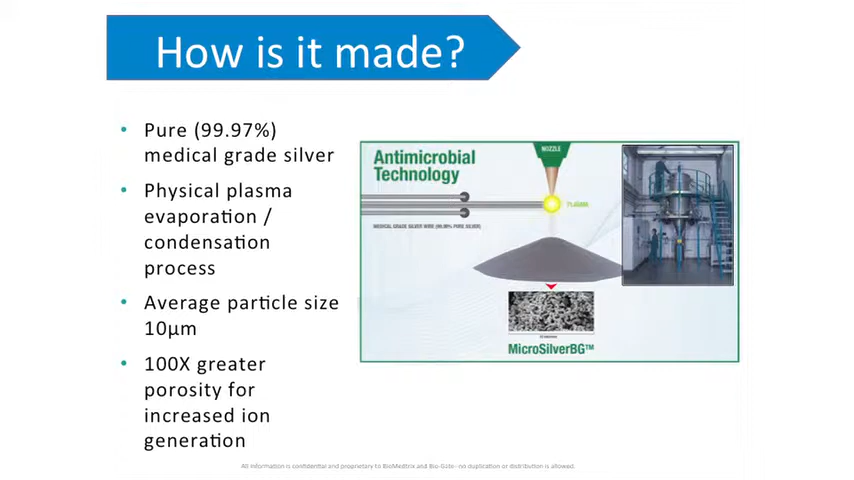 How is it made?
• Pure (99.97%)
medical grade silver
• Physical plasma
evaporation /
condensation
process
• Average particle size
10µm
• 100X greater
porosity for
increased ion
generation
Antimicrobial
Technology
NOZZLE
PLASMA
MEDICAL GRADE SILVER WIRE (99.98% PURE SILVER)
MicroSilverBG™
All information is confidential and proprietary to BioMedtrix and Bio-Gate- no duplication or distribution is allowed.